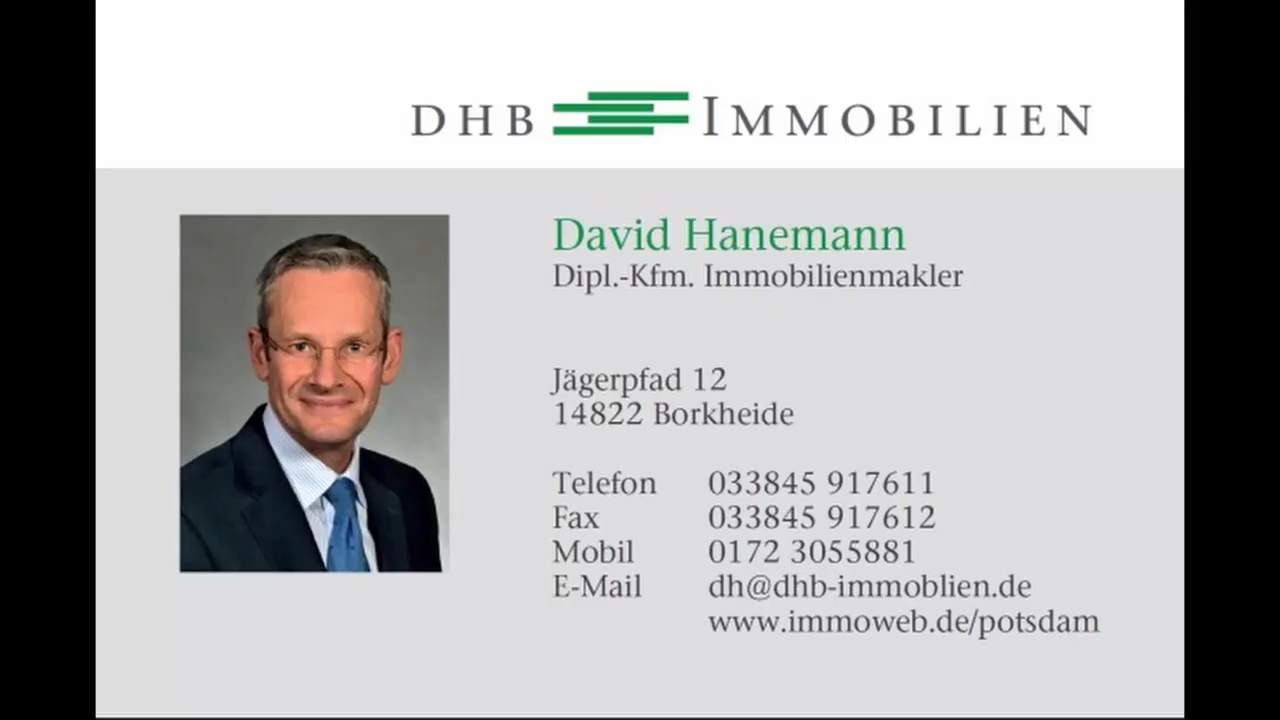 DHB IMMOBILIEN
David Hanemann
Dipl.-Kfm. Immobilienmakler
Jägerpfad 12
14822 Borkheide
Telefon 033845 917611
Fax 033845 917612
Mobil 0172 3055881
E-Mail dh@dhb-immoblien.de
www.immoweb.de/potsdam